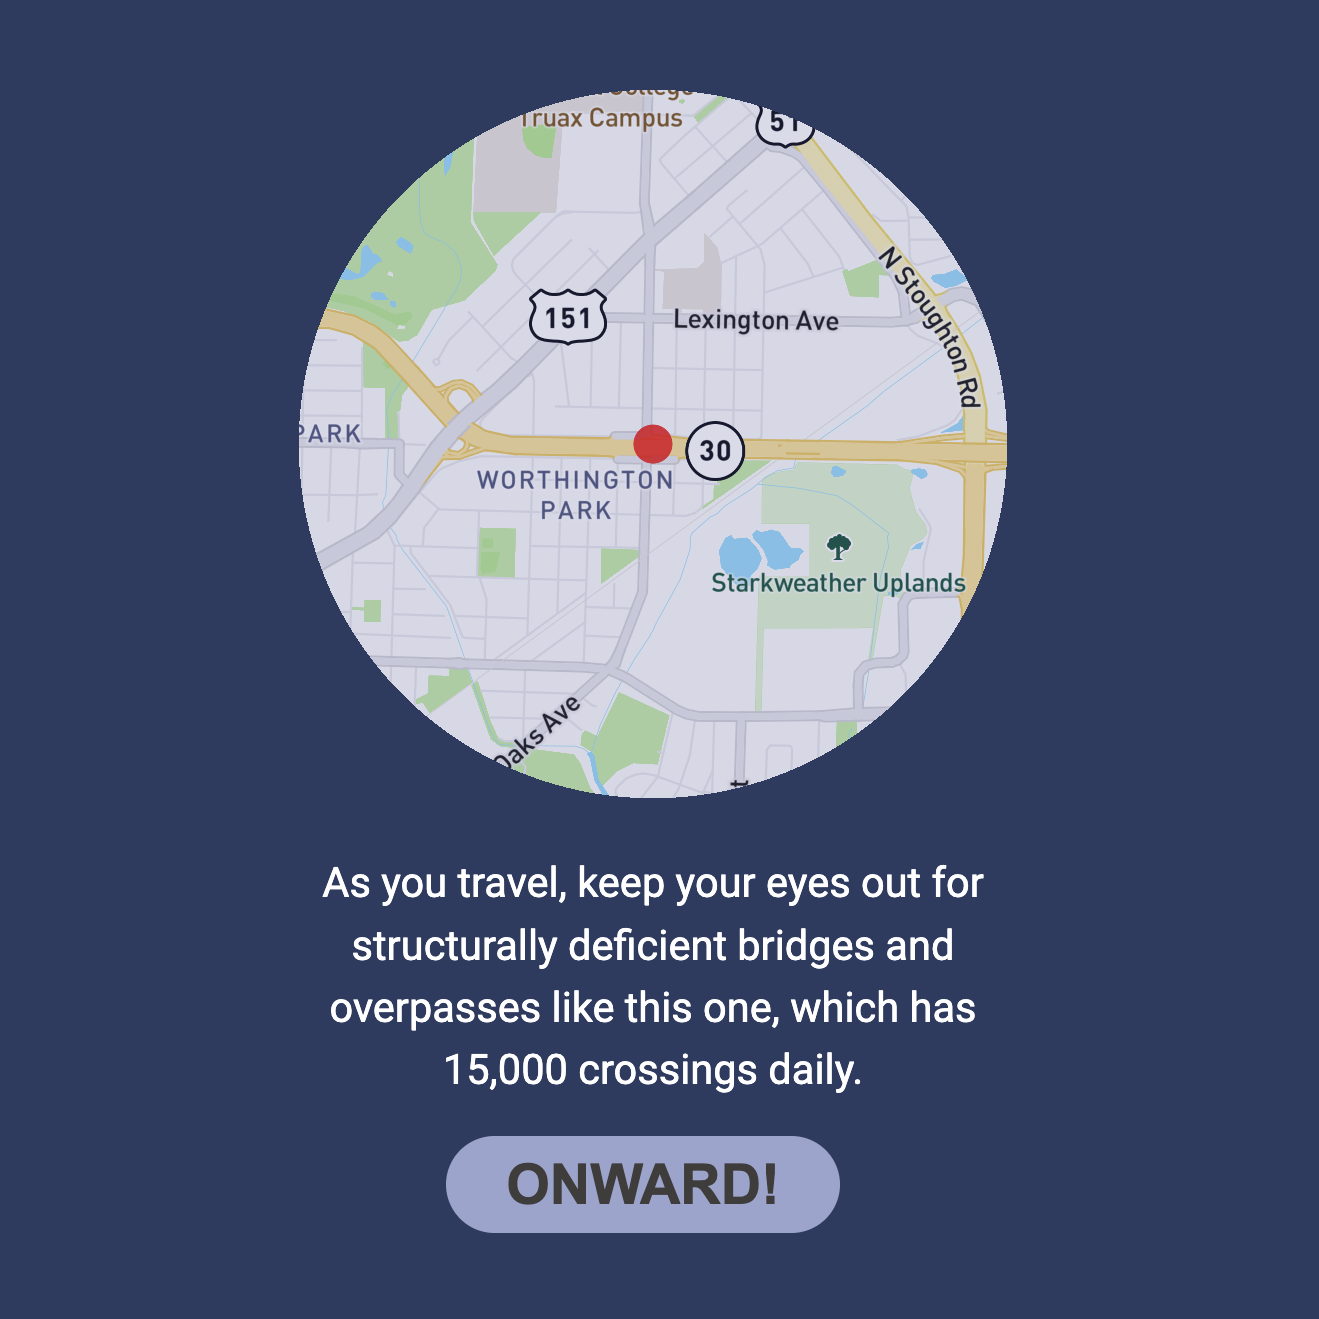 Truax Campus
51
N Stoughton Rd
151
Lexington Ave
PARK
30
WORTHINGTON
PARK
Starkweather Uplands
Oaks Ave
As you travel, keep your eyes out for
structurally deficient bridges and
overpasses like this one, which has
15,000 crossings daily.
ONWARD!